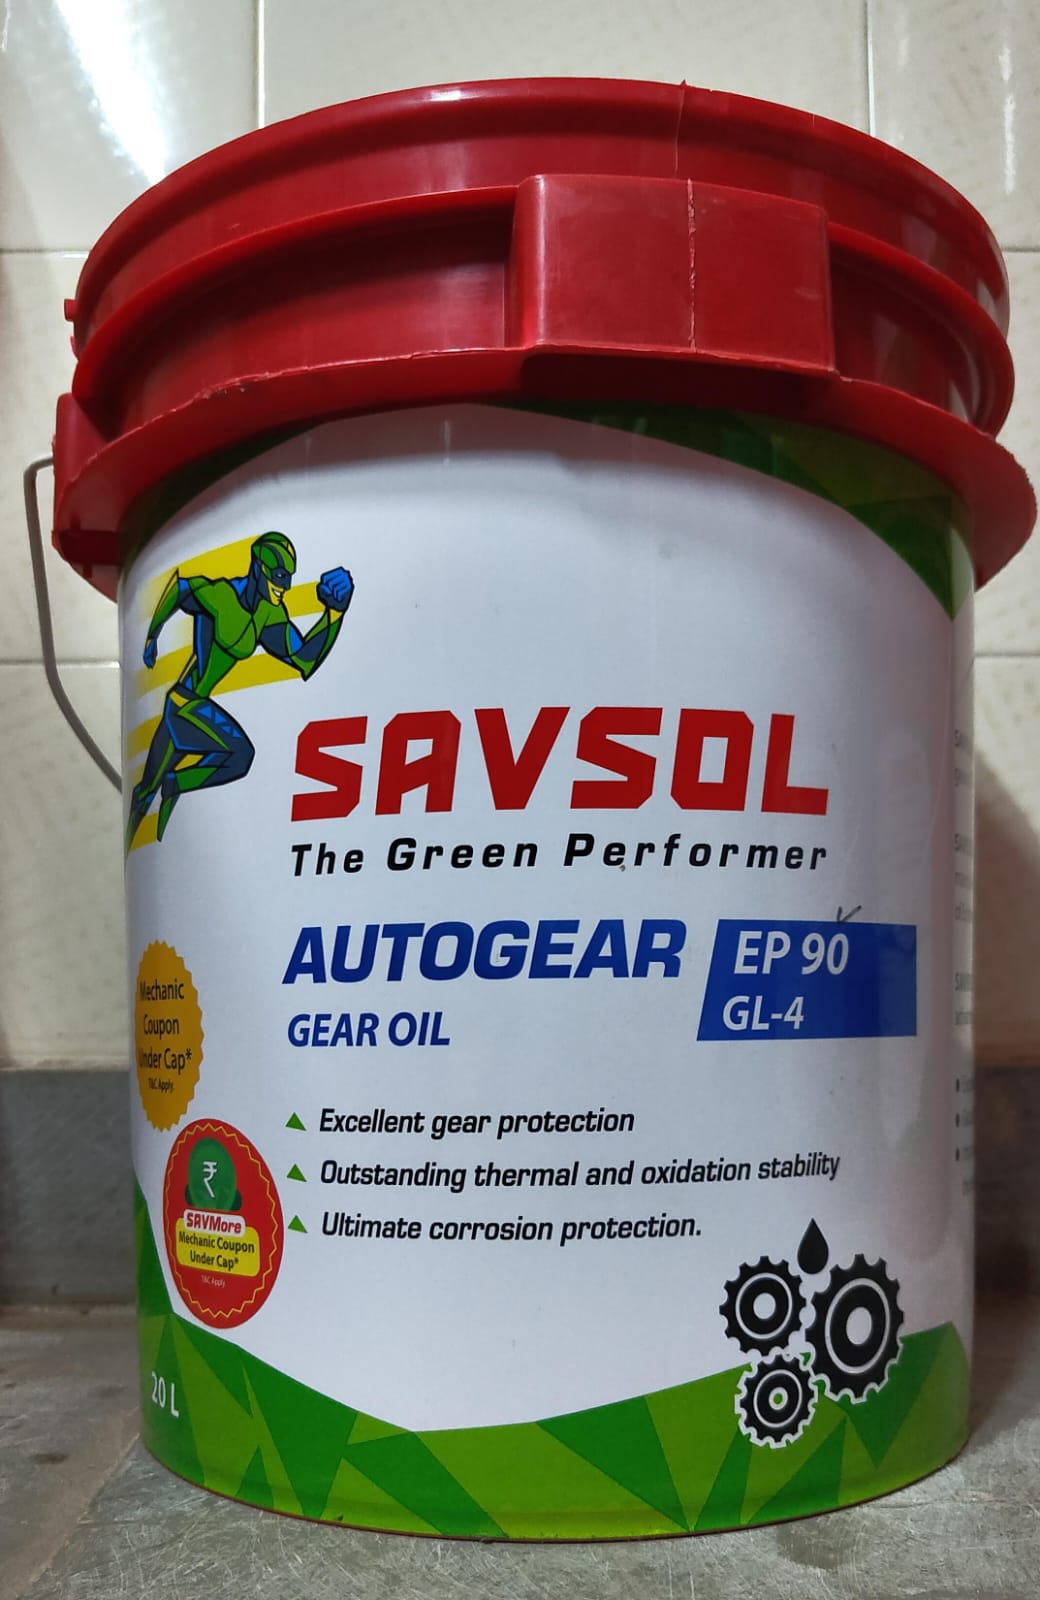 SAVSOL
The Green Performer
AUTOGEAR
EP 90
GL-4
GEAR OIL
Mechanic
Coupon
Under Cap*
T&C Apply.
Excellent gear protection
Outstanding thermal and oxidation stability
Ultimate corrosion protection.
₹
SAVMore
Mechanic Coupon
Under Cap*
T&C Apply.
20 L